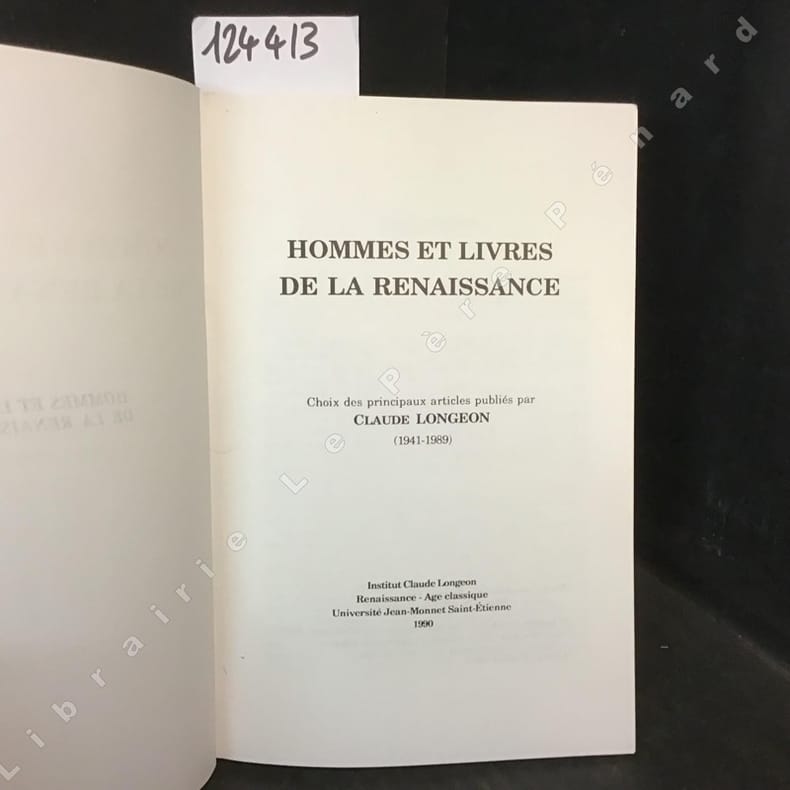 124413
HOMMES ET LIVRES
DE LA RENAISSANCE
Choix des principaux articles publiés par
CLAUDE LONGEON
(1941-1989)
Institut Claude Longeon
Renaissance - Age classique
Université Jean-Monnet Saint-Étienne
1990
Librairie Le Père Pénard